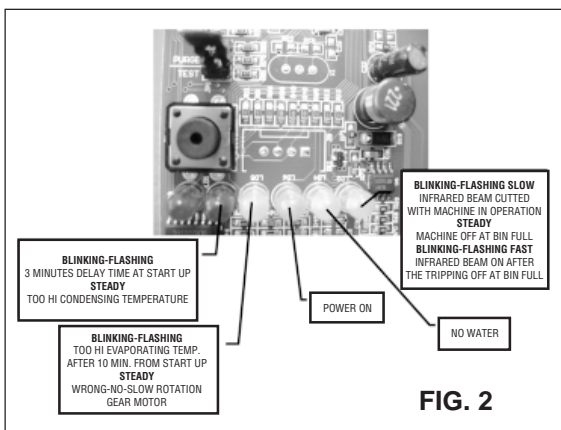 PURGE
TEST
BLINKING-FLASHING SLOW
INFRARED BEAM CUTTED
WITH MACHINE IN OPERATION
STEADY
MACHINE OFF AT BIN FULL
BLINKING-FLASHING FAST
INFRARED BEAM ON AFTER
THE TRIPPING OFF AT BIN FULL
BLINKING-FLASHING
3 MINUTES DELAY TIME AT START UP
STEADY
TOO HI CONDENSING TEMPERATURE
POWER ON
NO WATER
BLINKING-FLASHING
TOO HI EVAPORATING TEMP.
AFTER 10 MIN. FROM START UP
STEADY
WRONG-NO-SLOW ROTATION
GEAR MOTOR
FIG. 2